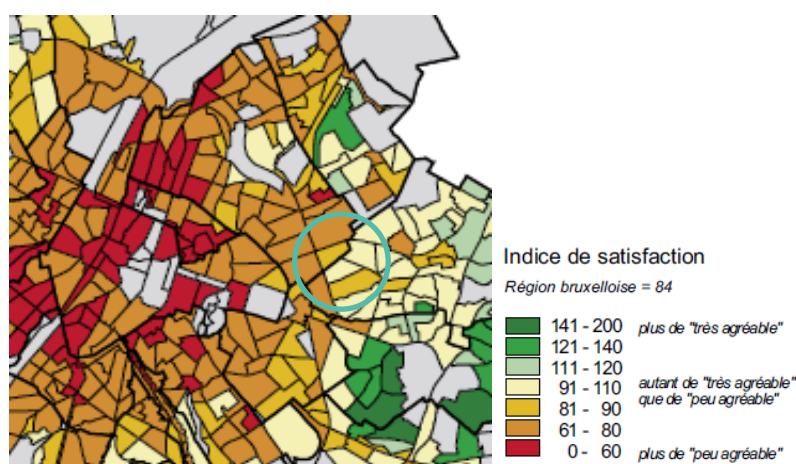 Indice de satisfaction
Région bruxelloise = 84
141 - 200 plus de "très agréable"
121 - 140
111 - 120
91 - 110 autant de "très agréable"
que de "peu agréable"
81 - 90
61 - 80
0 - 60 plus de "peu agréable"